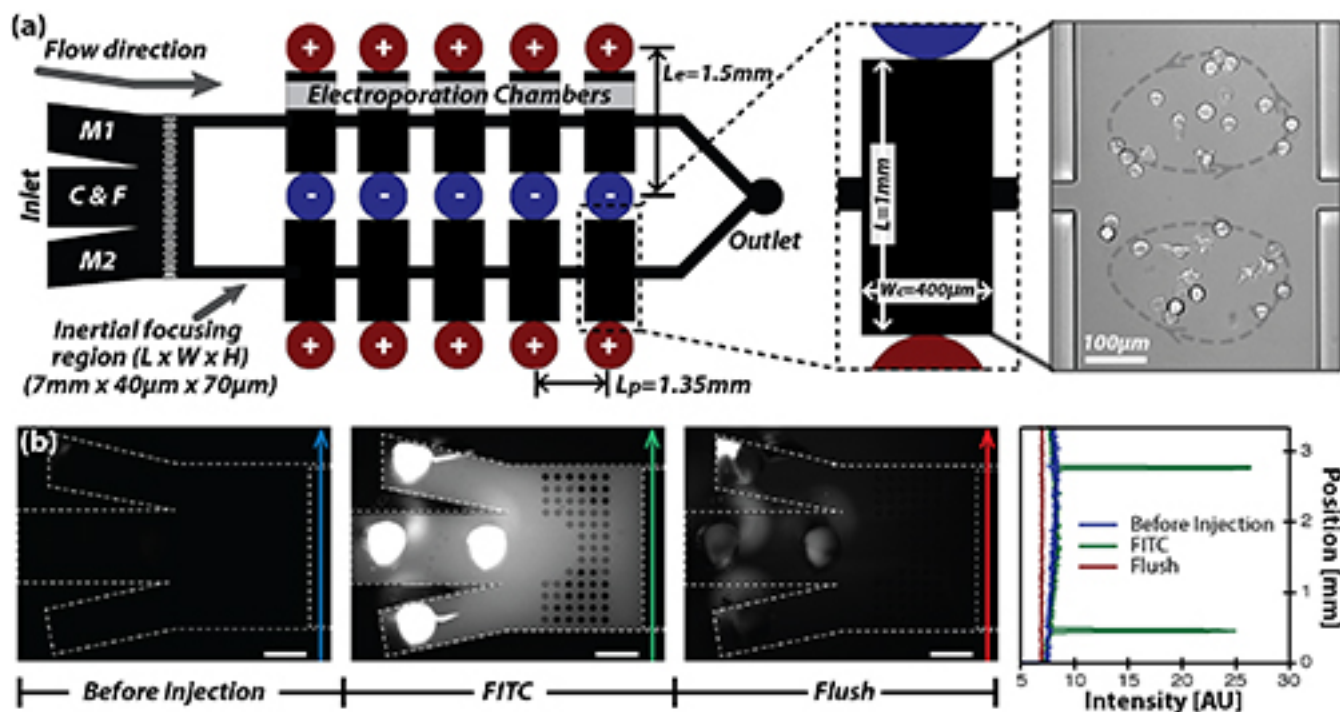 (a)
Flow direction
+ + + + +
Le=1.5mm
Electroporation Chambers
M1
Inlet
C & F
- - - - -
M2
Outlet
Inertial focusing
region (L x W x H)
(7mm x 40µm x 70µm)
+ + + + +
Lp=1.35mm
L=1mm
Wc=400µm
100µm
(b)
Before Injection
FITC
Flush
Before Injection
FITC
Flush
3
2
1
0
Position [mm]
5 10 15 20 25 30
Intensity [AU]